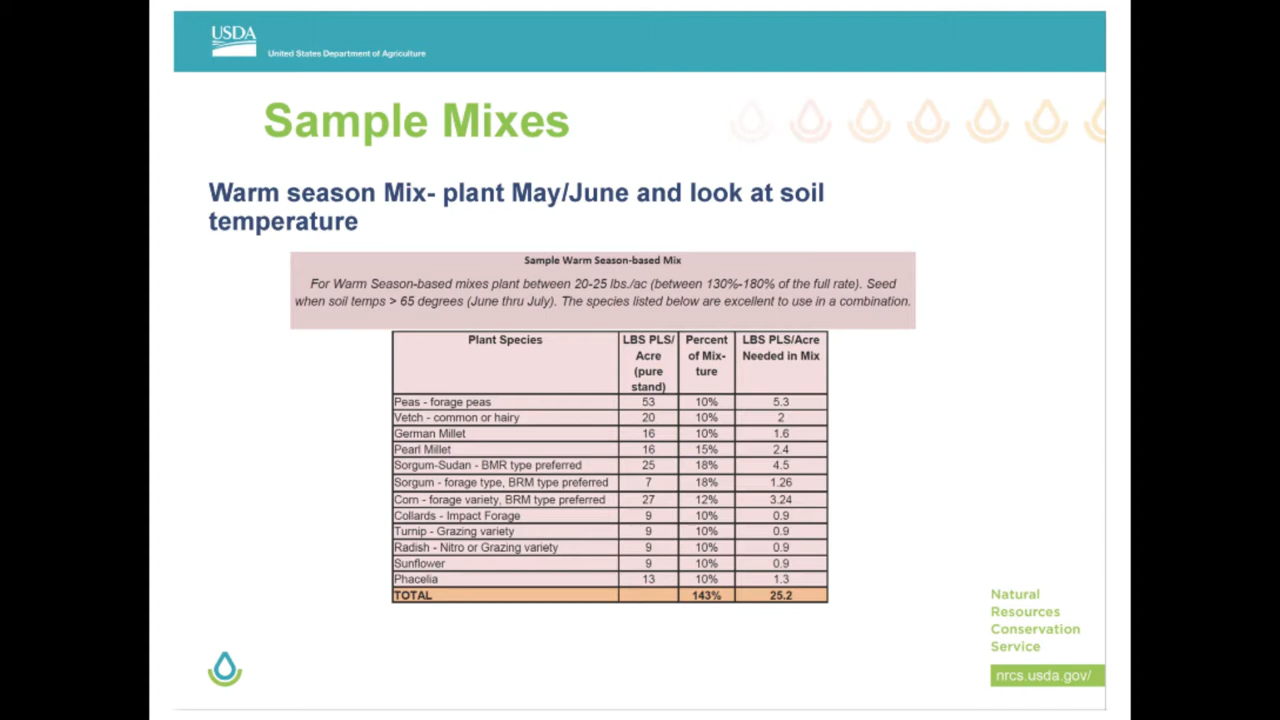 USDA
United States Department of Agriculture
Sample Mixes
Warm season Mix- plant May/June and look at soil
temperature
Sample Warm Season-based Mix
For Warm Season-based mixes plant between 20-25 lbs./ac (between 130%-180% of the full rate). Seed
when soil temps > 65 degrees (June thru July). The species listed below are excellent to use in a combination.
Plant Species LBS PLS/ Percent LBS PLS/Acre
Acre of Mix- Needed in Mix
(pure ture
stand)
Peas - forage peas 53 10% 5.3
Vetch - common or hairy 20 10% 2
German Millet 16 10% 1.6
Pearl Millet 16 15% 2.4
Sorgum-Sudan - BMR type preferred 25 18% 4.5
Sorgum - forage type, BRM type preferred 7 18% 1.26
Corn - forage variety, BRM type preferred 27 12% 3.24
Collards - Impact Forage 9 10% 0.9
Turnip - Grazing variety 9 10% 0.9
Radish - Nitro or Grazing variety 9 10% 0.9
Sunflower 9 10% 0.9
Phacelia 13 10% 1.3
TOTAL 143% 25.2
Natural
Resources
Conservation
Service
nrcs.usda.gov/